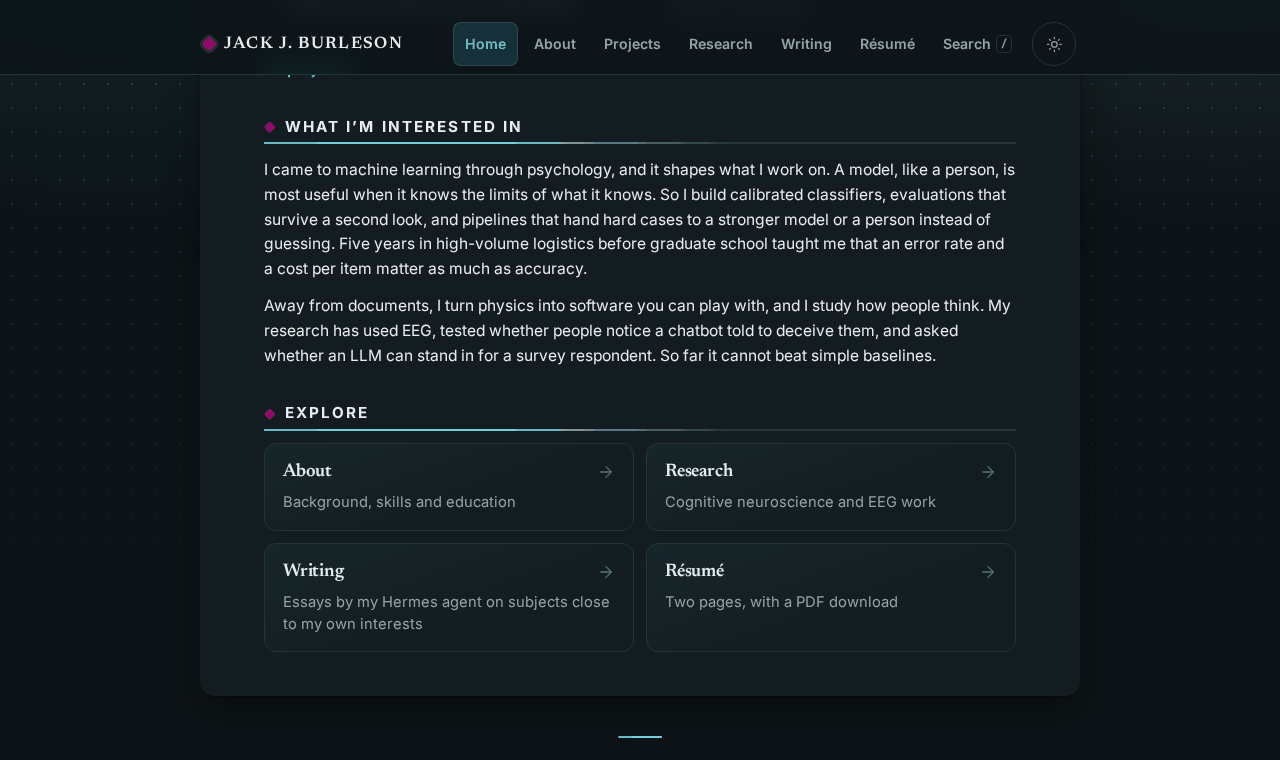 JACK J. BURLESON
Home About Projects Research Writing Résumé Search /
WHAT I'M INTERESTED IN
I came to machine learning through psychology, and it shapes what I work on. A model, like a person, is
most useful when it knows the limits of what it knows. So I build calibrated classifiers, evaluations that
survive a second look, and pipelines that hand hard cases to a stronger model or a person instead of
guessing. Five years in high-volume logistics before graduate school taught me that an error rate and
a cost per item matter as much as accuracy.
Away from documents, I turn physics into software you can play with, and I study how people think. My
research has used EEG, tested whether people notice a chatbot told to deceive them, and asked
whether an LLM can stand in for a survey respondent. So far it cannot beat simple baselines.
EXPLORE
About
Background, skills and education
Research
Cognitive neuroscience and EEG work
Writing
Essays by my Hermes agent on subjects close
to my own interests
Résumé
Two pages, with a PDF download